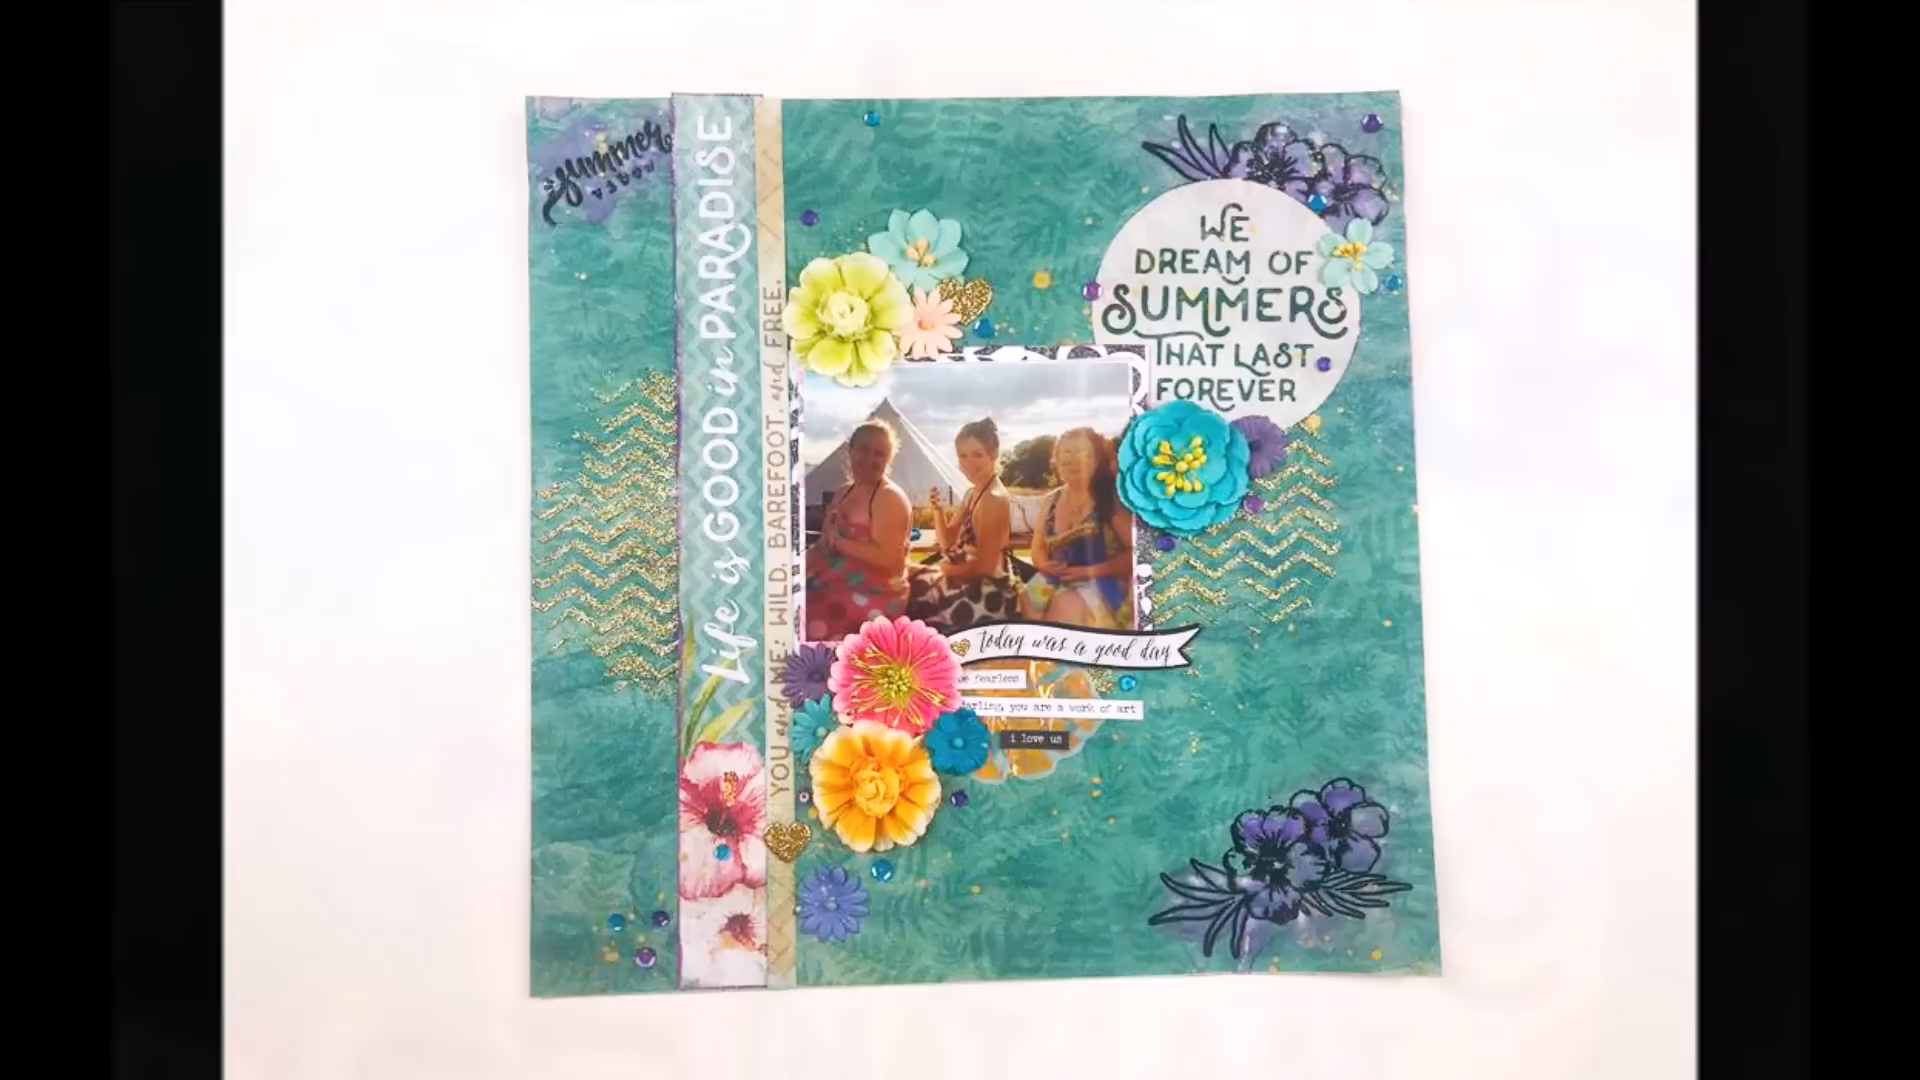 summer
Life is GOOD in PARADISE
YOU and ME: WILD, BAREFOOT, and FREE.
WE
DREAM OF
SUMMERS
THAT LAST
FOREVER
today was a good day
fearless
darling, you are a work of art
i love us